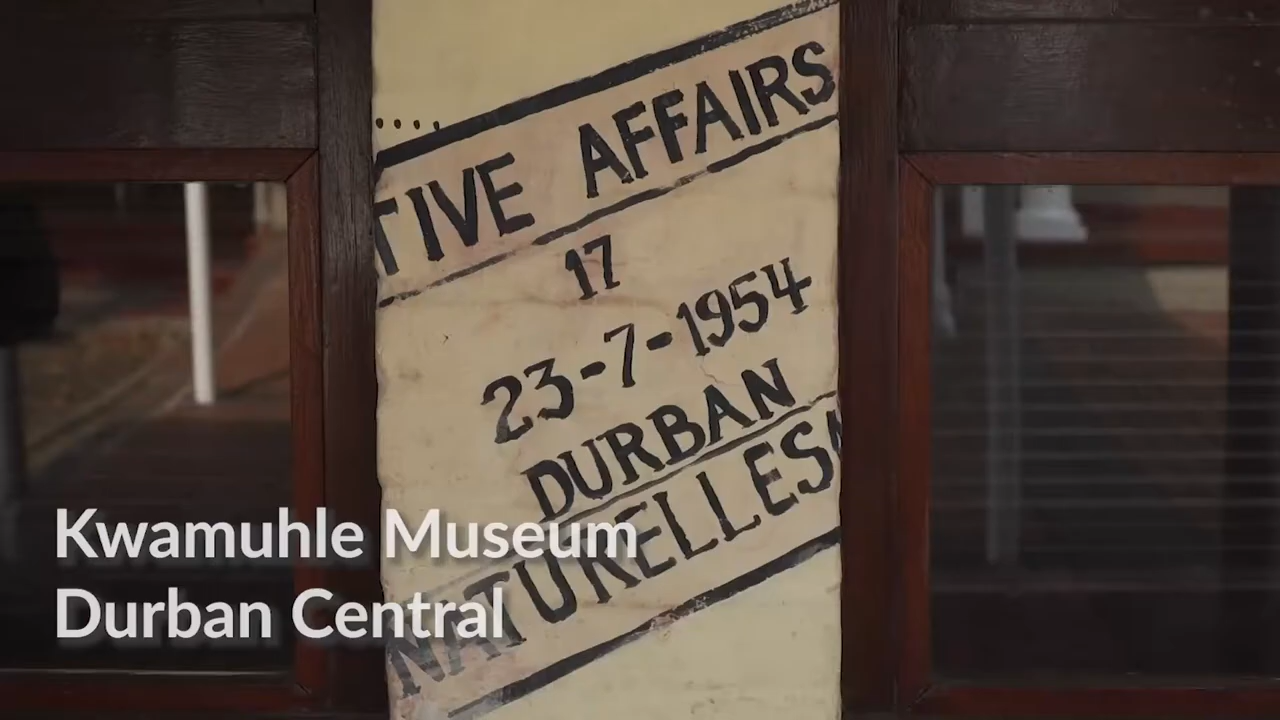 TIVE AFFAIRS
17
23-7-1954
DURBAN
NATURELLESA
Kwamuhle Museum
Durban Central